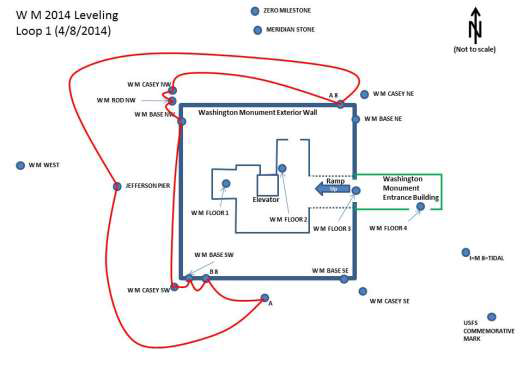 W M 2014 Leveling
Loop 1 (4/8/2014)
ZERO MILESTONE
MERIDIAN STONE
N
(Not to scale)
W M CASEY NW
W M ROD NW
W M BASE NW
A 8
W M CASEY NE
W M BASE NE
Washington Monument Exterior Wall
W M WEST
JEFFERSON PIER
Ramp
Up
Washington
Monument
Entrance Building
Elevator
W M FLOOR 1
W M FLOOR 2
W M FLOOR 3
W M FLOOR 4
W M BASE SW
B 8
W M BASE SE
I=M 8=TIDAL
W M CASEY SW
A
W M CASEY SE
USFS
COMMEMORATIVE
MARK